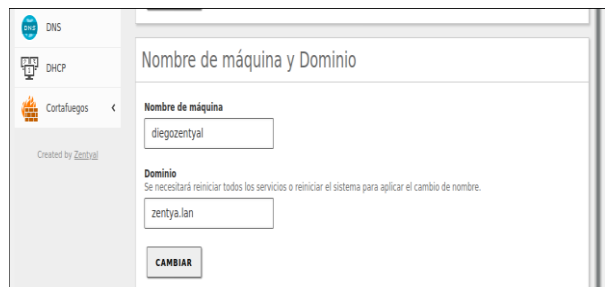 DNS
DHCP
Cortafuegos
Created by Zentyal
Nombre de máquina y Dominio
Nombre de máquina
diegozentyal
Dominio
Se necesitará reiniciar todos los servicios o reiniciar el sistema para aplicar el cambio de nombre.
zentya.lan
CAMBIAR